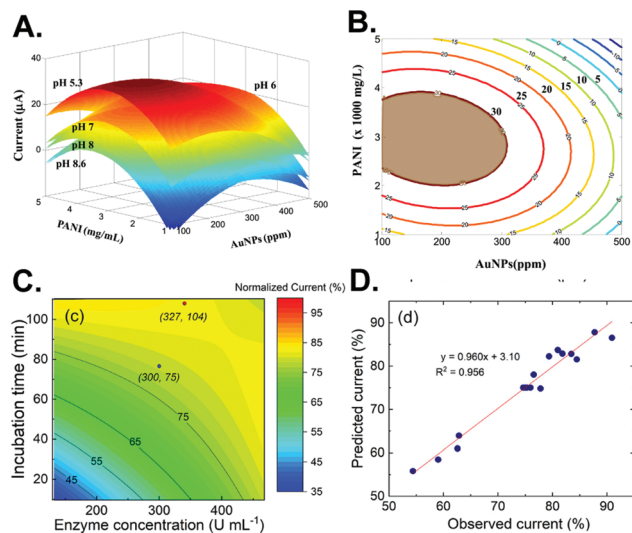 A.
40
20
0
Current (μA)
pH 5.3
pH 6
pH 7
pH 8
pH 8.6
5
4
3
2
1
100
200
300
400
500
PANI (mg/mL)
AuNPs (ppm)
B.
PANI (x 1000 mg/L)
5
4
3
2
1
30
25
20
15
10
5
100
200
300
400
500
AuNPs(ppm)
C.
Normalized Current (%)
(c)
(327, 104)
(300, 75)
75
65
55
45
100
80
60
40
20
Incubation time (min)
200
300
400
Enzyme concentration (U mL⁻¹)
95
85
75
65
55
45
35
D.
(d)
y = 0.960x + 3.10
R² = 0.956
90
80
70
60
50
Predicted current (%)
50
60
70
80
90
Observed current (%)